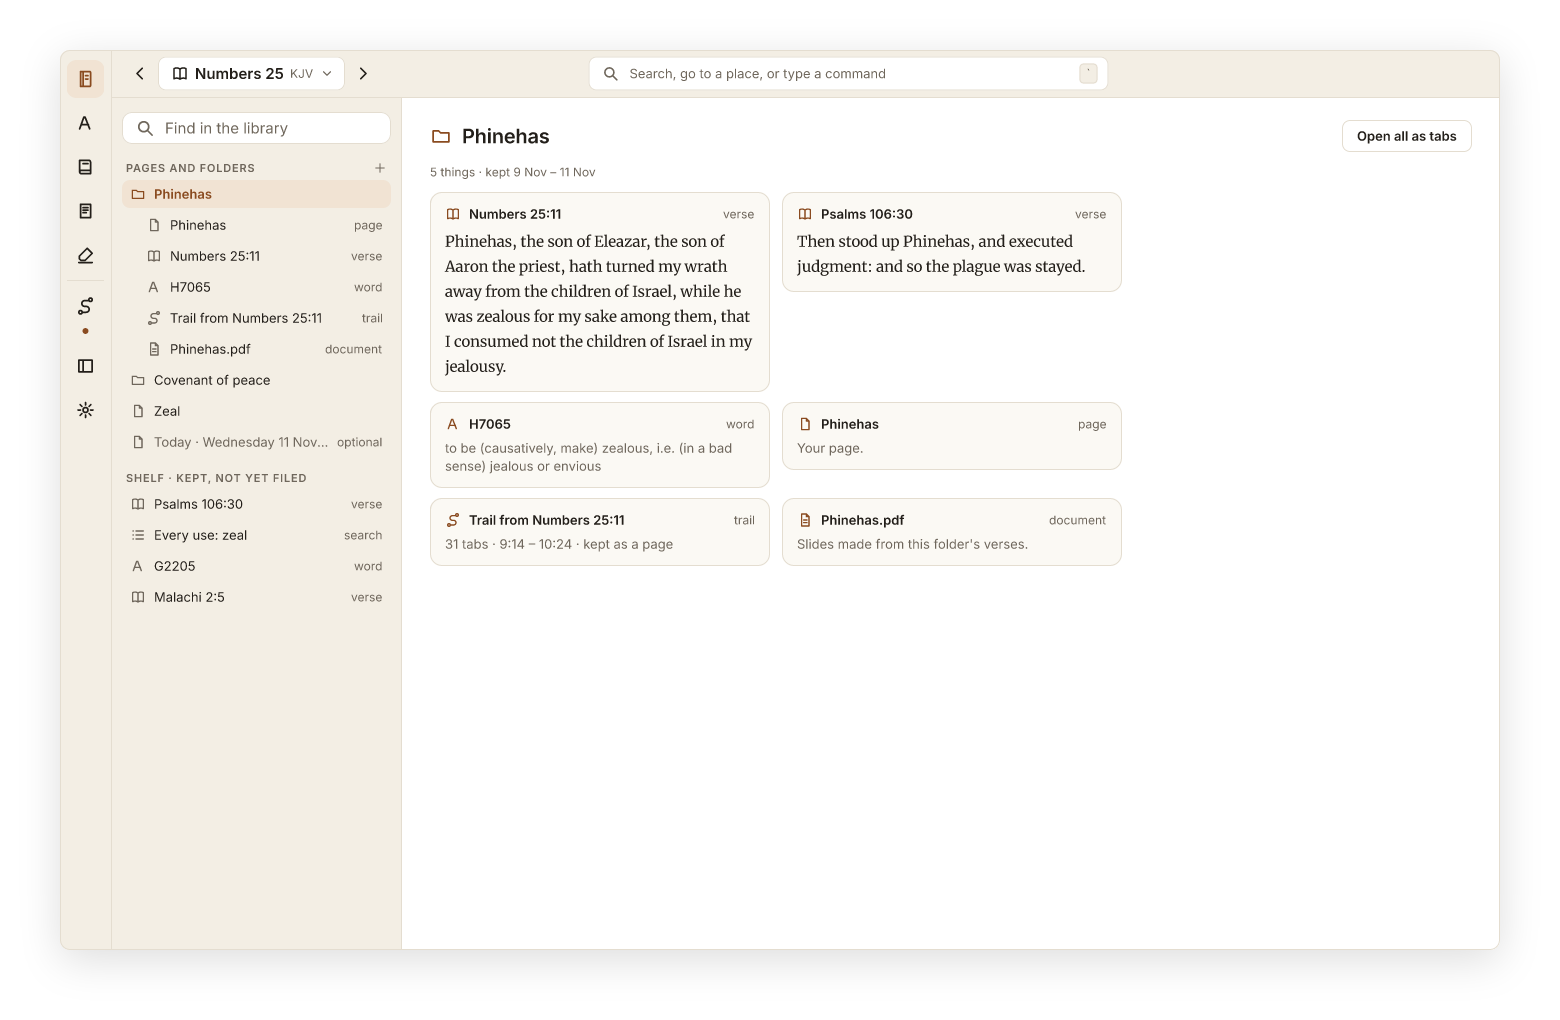 Numbers 25 KJV
Search, go to a place, or type a command
Find in the library
PAGES AND FOLDERS
Phinehas
Phinehas page
Numbers 25:11 verse
H7065 word
Trail from Numbers 25:11 trail
Phinehas.pdf document
Covenant of peace
Zeal
Today · Wednesday 11 Nov... optional
SHELF · KEPT, NOT YET FILED
Psalms 106:30 verse
Every use: zeal search
G2205 word
Malachi 2:5 verse
Phinehas
Open all as tabs
5 things · kept 9 Nov – 11 Nov
Numbers 25:11 verse
Phinehas, the son of Eleazar, the son of
Aaron the priest, hath turned my wrath
away from the children of Israel, while he
was zealous for my sake among them, that
I consumed not the children of Israel in my
jealousy.
Psalms 106:30 verse
Then stood up Phinehas, and executed
judgment: and so the plague was stayed.
H7065 word
to be (causatively, make) zealous, i.e. (in a bad
sense) jealous or envious
Phinehas page
Your page.
Trail from Numbers 25:11 trail
31 tabs · 9:14 – 10:24 · kept as a page
Phinehas.pdf document
Slides made from this folder's verses.